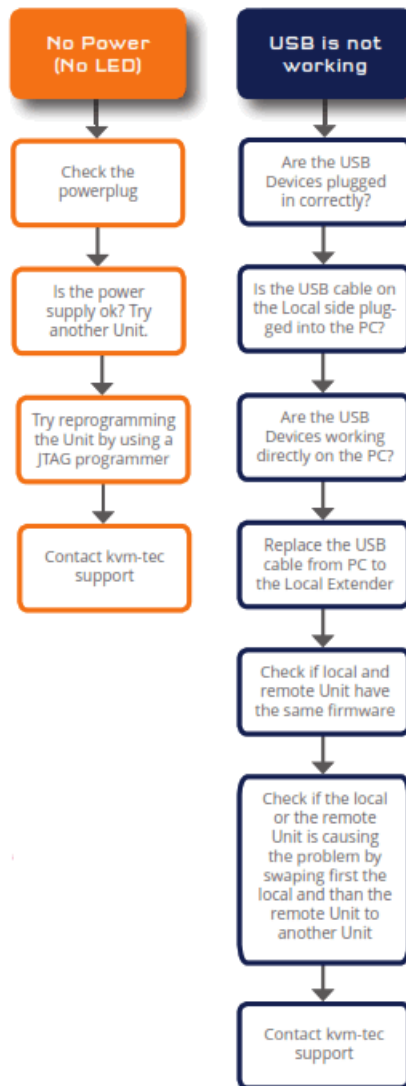 No Power
(No LED)
Check the
powerplug
Is the power
supply ok? Try
another Unit.
Try reprogramming
the Unit by using a
JTAG programmer
Contact kvm-tec
support
USB is not
working
Are the USB
Devices plugged
in correctly?
Is the USB cable on
the Local side plug-
ged into the PC?
Are the USB
Devices working
directly on the PC?
Replace the USB
cable from PC to
the Local Extender
Check if local and
remote Unit have
the same firmware
Check if the local
or the remote
Unit is causing
the problem by
swaping first the
local and than the
remote Unit to
another Unit
Contact kvm-tec
support